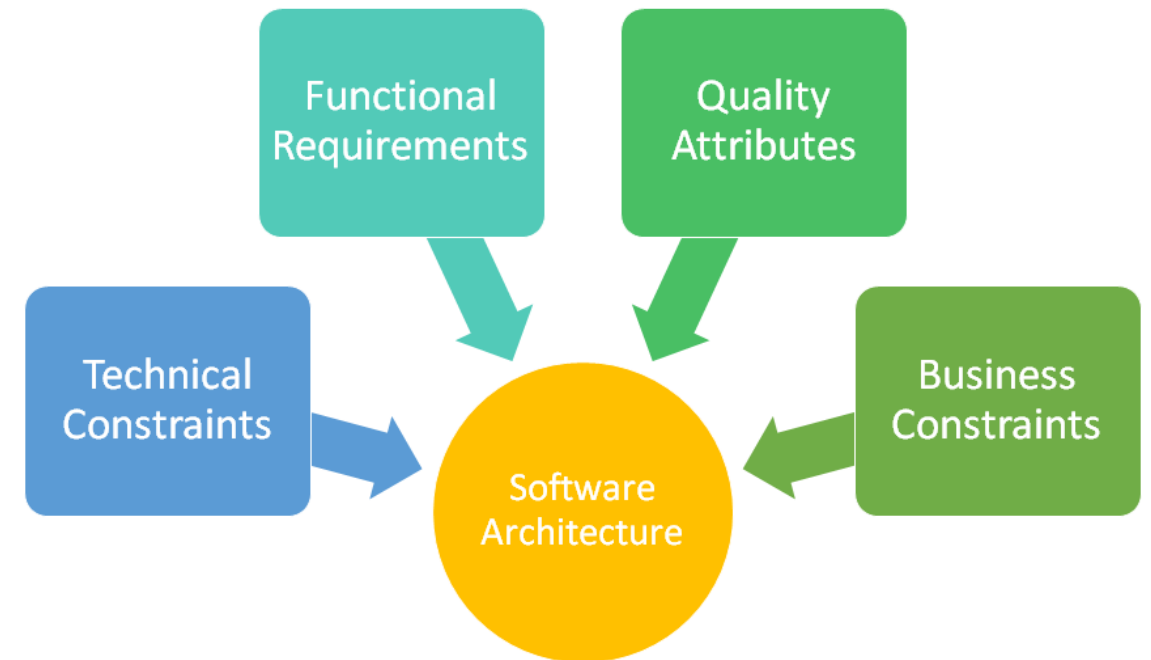 Functional
Requirements
Quality
Attributes
Technical
Constraints
Business
Constraints
Software
Architecture